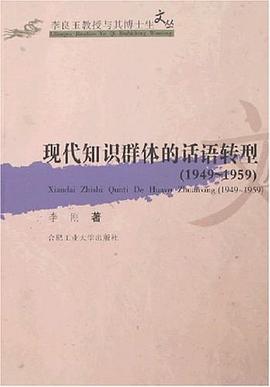 李良玉教授与其博士生文丛
现代知识群体的话语转型
(1949~1959)
Xiandai Zhishi Qunti De Huayu Zhuanxing (1949~1959)
李 刚 著
合肥工业大学出版社